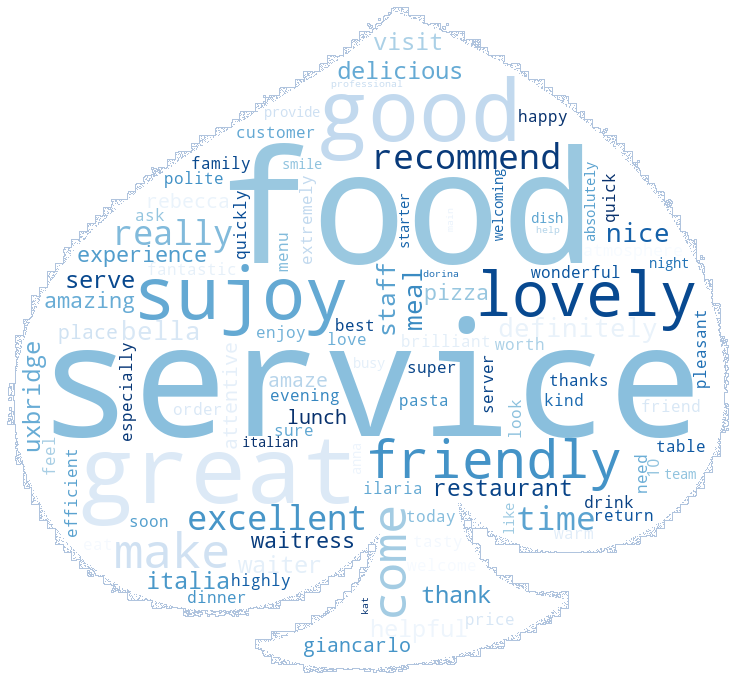 visit
delicious
professional
good
provide
happy
customer
recommend
family
smile
food
polite
absolutely
quick
welcoming
rebecca
extremely
quickly
starter
ask
dish
help
really
nice
menu
experience
fantastic
staff
meal
dorina
wonderful
night
serve
sujoy
lovely
amazing
pizza
place
bella
enjoy
best
love
definitely
brilliant
worth
pleasant
service
uxbridge
especially
attentive
busy
super
server
amaze
thanks
evening
pasta
kind
order
lunch
look
friend
sure
italian
great
friendly
table
feel
anna
need
10
team
efficient
ilaria
restaurant
drink
soon
excellent
today
like
time
return
make
waitress
come
eat
waiter
tasty
warm
welcome
italia
highly
dinner
kat
thank
helpful
price
giancarlo